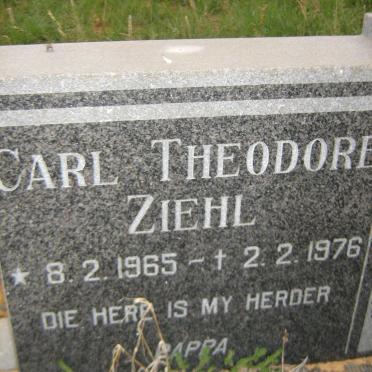 CARL THEODORE
ZIEHL
★ 8.2.1965 - † 2.2.1976
DIE HERE IS MY HERDER
PAPPA